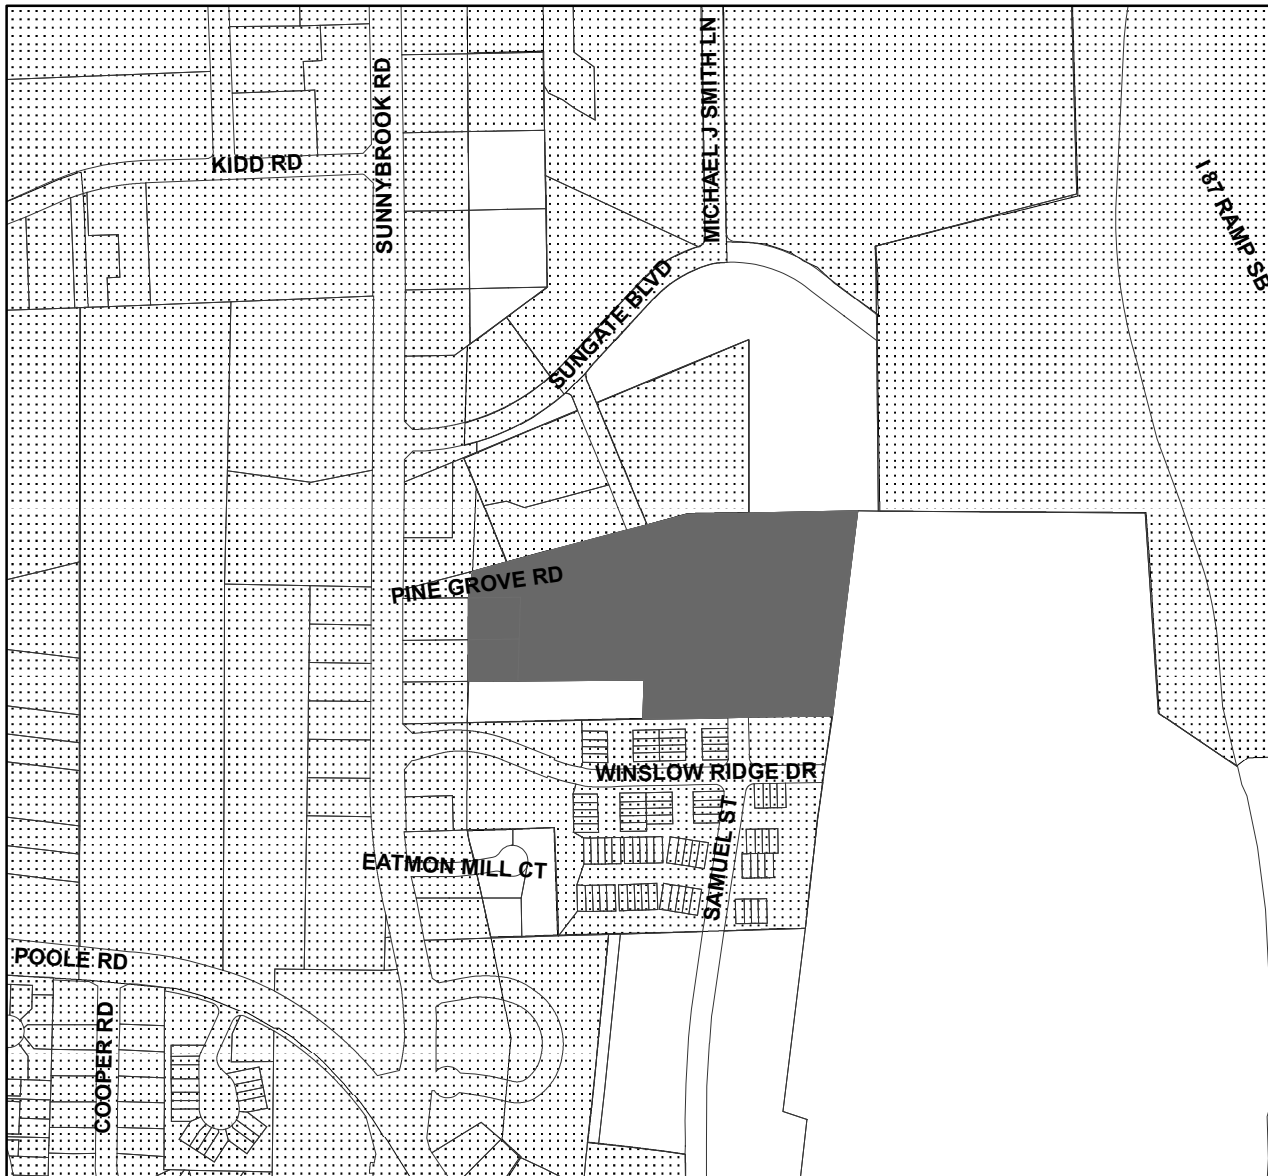 MICHAEL J SMITH LN
SUNNYBROOK RD
KIDD RD
I 87 RAMP SB
SUNGATE BLVD
PINE GROVE RD
WINSLOW RIDGE DR
SAMUEL ST
EATMON MILL CT
POOLE RD
COOPER RD